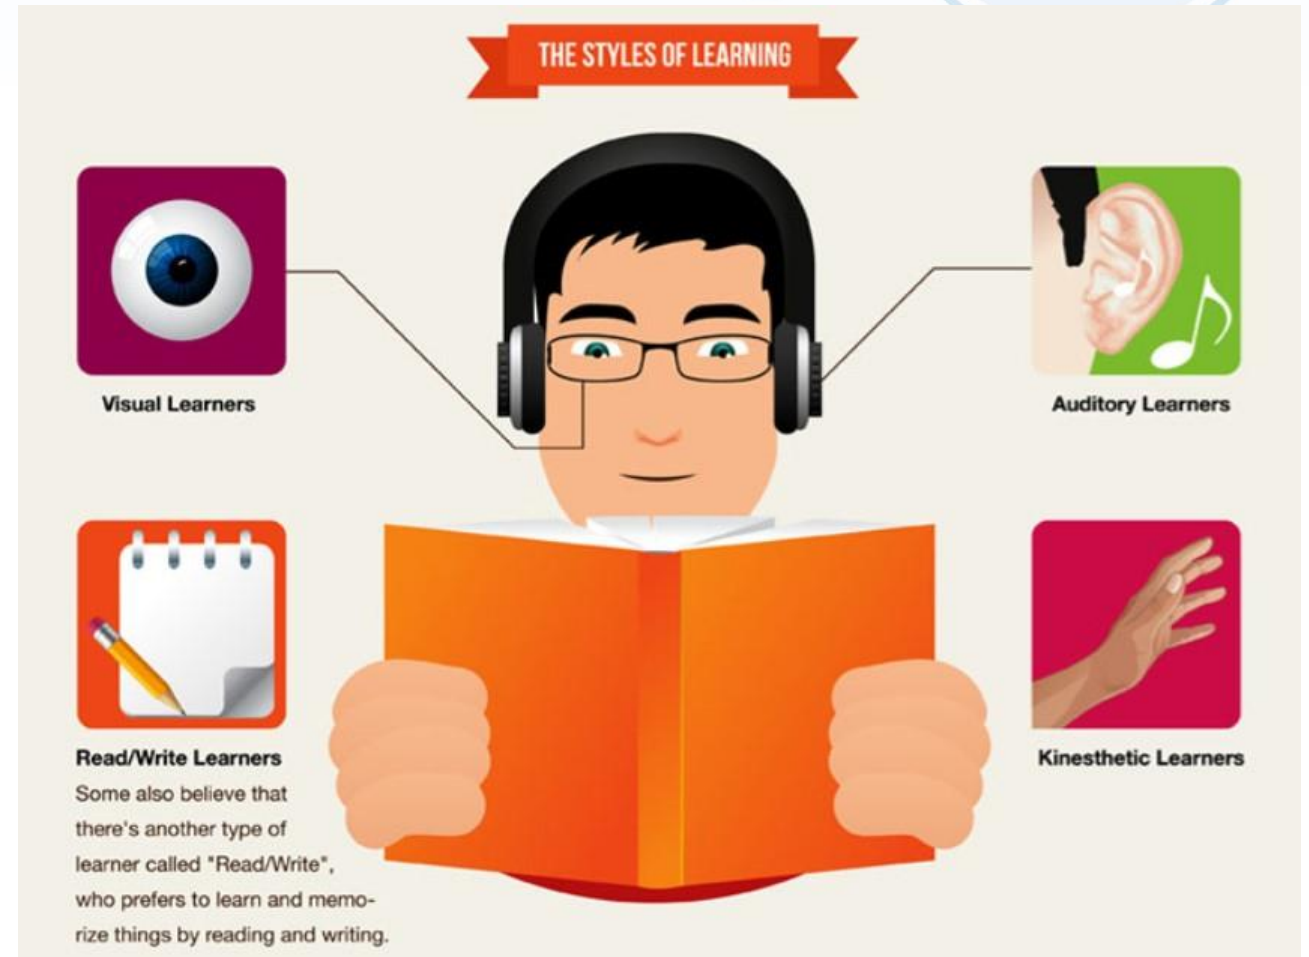 THE STYLES OF LEARNING
Visual Learners
Auditory Learners
Read/Write Learners
Some also believe that
there's another type of
learner called "Read/Write",
who prefers to learn and memo-
rize things by reading and writing.
Kinesthetic Learners